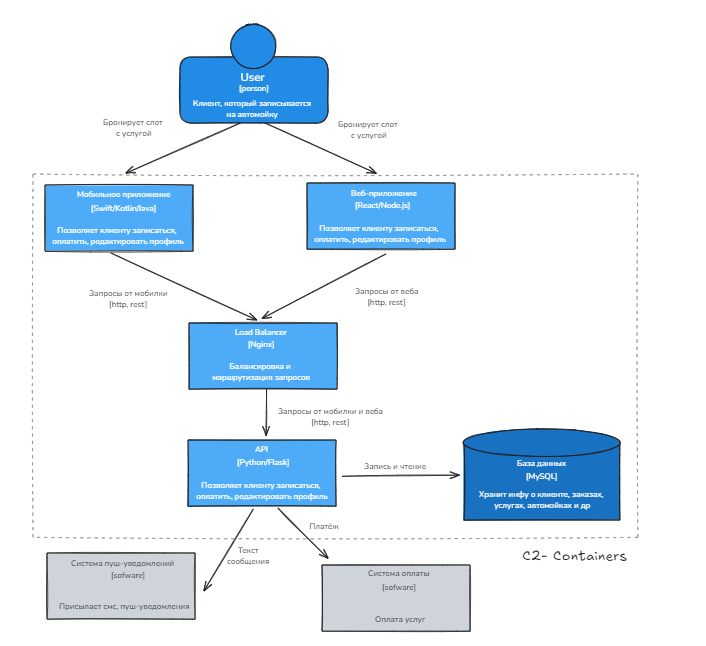 User
[person]
Клиент, который записывается
на автомойку
Бронирует слот
с услугой
Бронирует слот
с услугой
Мобильное приложение
[Swift/Kotlin/Java]
Позволяет клиенту записаться,
оплатить, редактировать профиль
Веб-приложение
[React/Node.js]
Позволяет клиенту записаться,
оплатить, редактировать профиль
Запросы от мобилки
[http, rest]
Запросы от веба
[http, rest]
Load Balancer
[Nginx]
Балансировка и
маршрутизация запросов
Запросы от мобилки и веба
[http, rest]
API
[Python/Flask]
Позволяет клиенту записаться,
оплатить, редактировать профиль
Запись и чтение
База данных
[MySQL]
Хранит инфу о клиенте, заказах,
услугах, автомойках и др
Платёж
Текст
сообщения
C2- Containers
Система пуш-уведомлений
[sofware]
Присылает смс, пуш-уведомления
Система оплаты
[sofware]
Оплата услуг